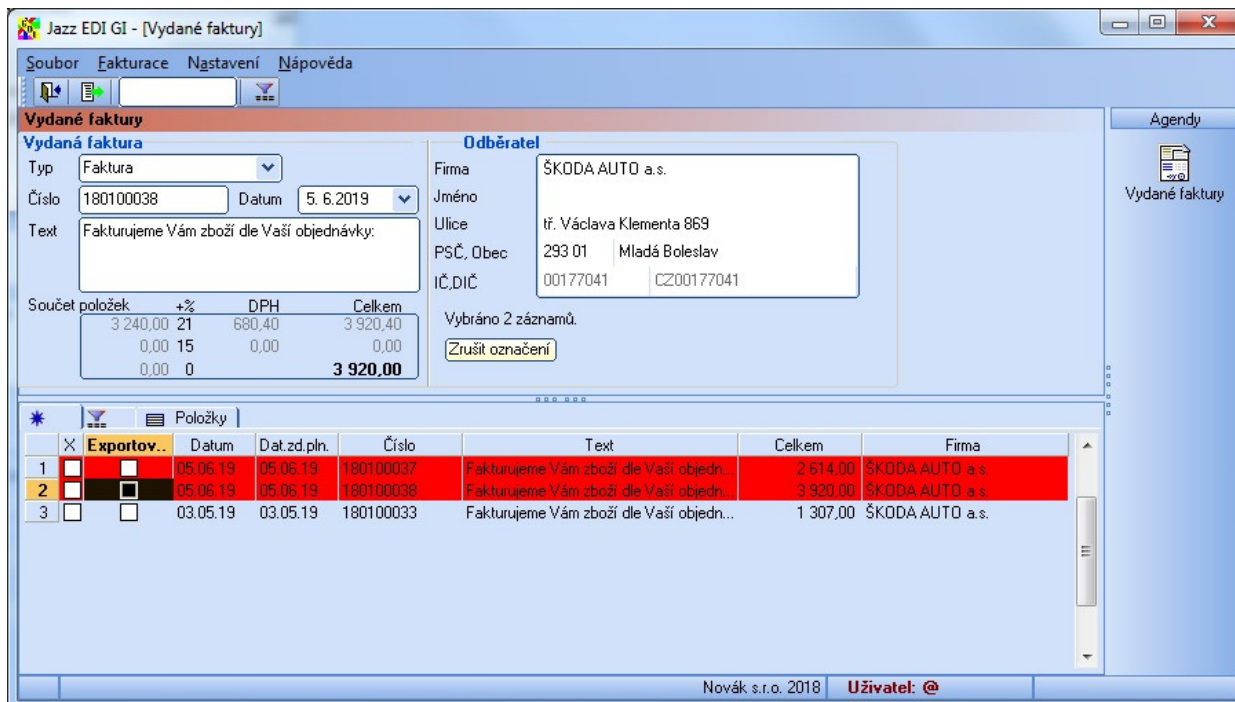 Jazz EDI GI - [Vydané faktury]
Soubor Fakturace Nastavení Nápověda
Vydané faktury
Agendy
Vydané faktury
Vydaná faktura
Typ Faktura
Číslo 180100038 Datum 5. 6.2019
Text Fakturujeme Vám zboží dle Vaší objednávky:
Součet položek +% DPH Celkem
3 240,00 21 680,40 3 920,40
0,00 15 0,00 0,00
0,00 0 3 920,00
Odběratel
Firma ŠKODA AUTO a.s.
Jméno
Ulice tř. Václava Klementa 869
PSČ, Obec 293 01 Mladá Boleslav
IČ,DIČ 00177041 CZ00177041
Vybráno 2 záznamů.
Zrušit označení
Položky
X Exportov.. Datum Dat.zd.pln. Číslo Text Celkem Firma
1 05.06.19 05.06.19 180100037 Fakturujeme Vám zboží dle Vaší objedn... 2 614,00 ŠKODA AUTO a.s.
2 05.06.19 05.06.19 180100038 Fakturujeme Vám zboží dle Vaší objedn... 3 920,00 ŠKODA AUTO a.s.
3 03.05.19 03.05.19 180100033 Fakturujeme Vám zboží dle Vaší objedn... 1 307,00 ŠKODA AUTO a.s.
Novák s.r.o. 2018 Uživatel: @